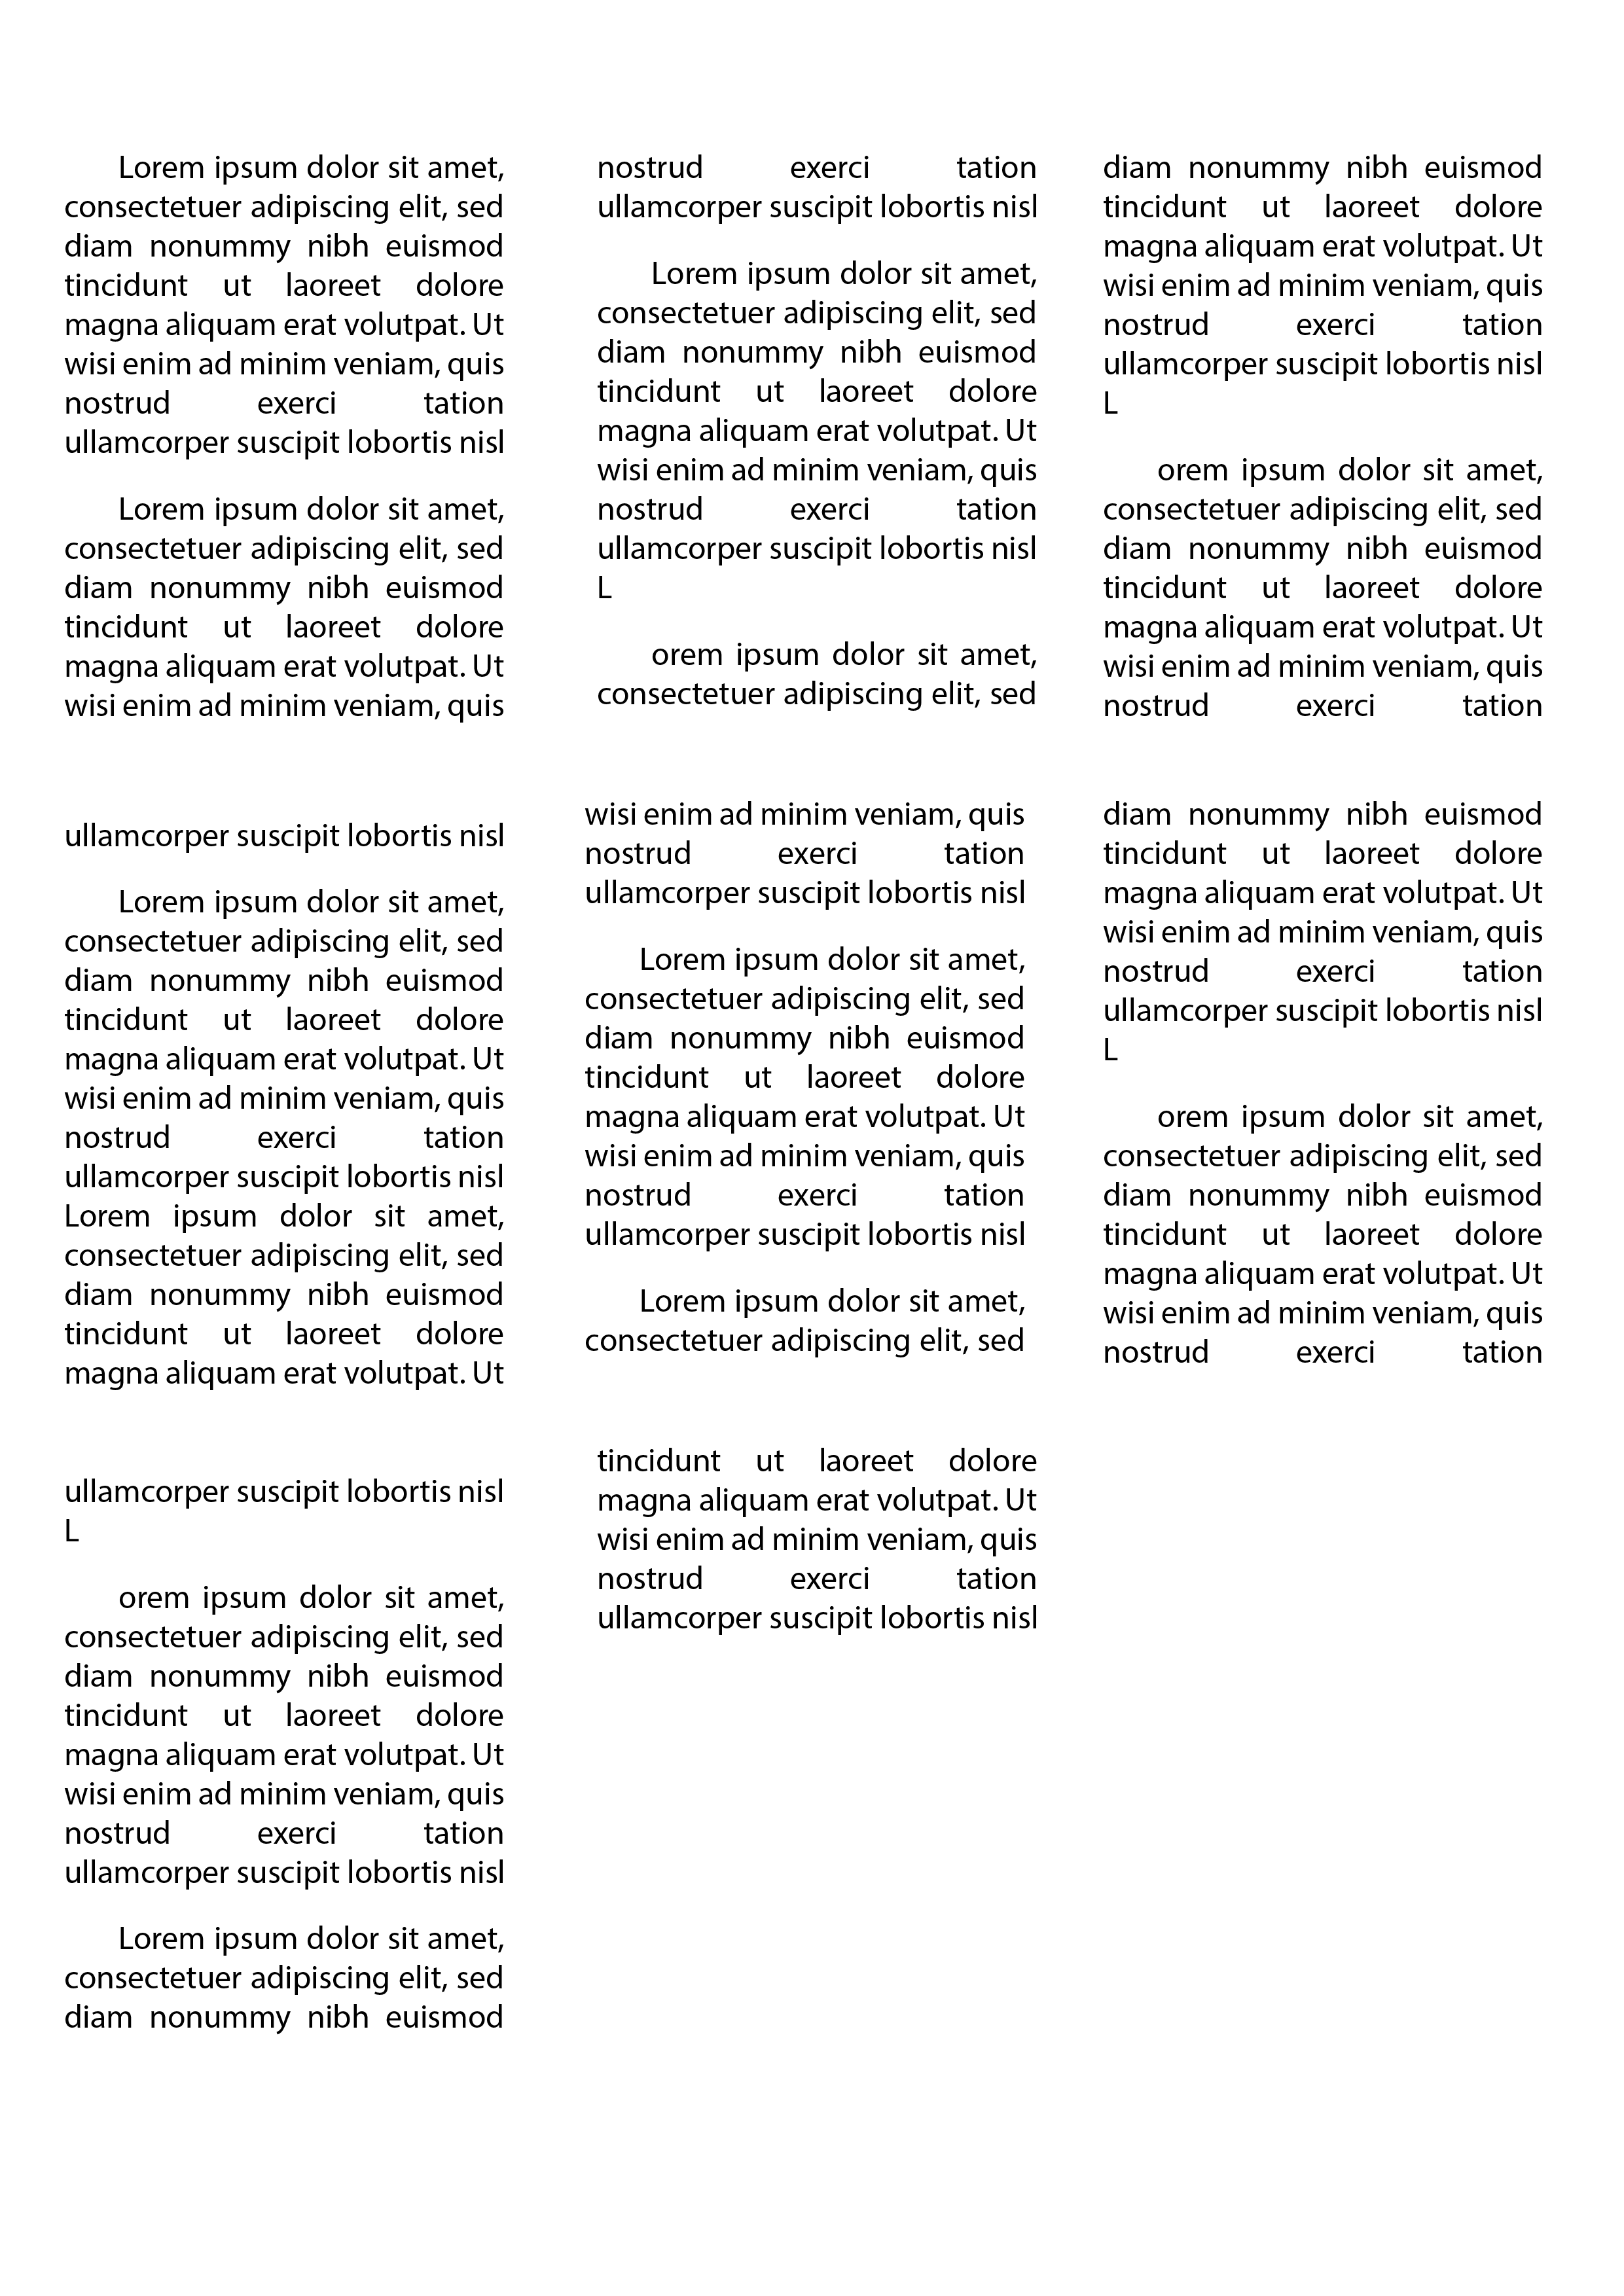 Lorem ipsum dolor sit amet,
consectetuer adipiscing elit, sed
diam nonummy nibh euismod
tincidunt ut laoreet dolore
magna aliquam erat volutpat. Ut
wisi enim ad minim veniam, quis
nostrud exerci tation
ullamcorper suscipit lobortis nisl
Lorem ipsum dolor sit amet,
consectetuer adipiscing elit, sed
diam nonummy nibh euismod
tincidunt ut laoreet dolore
magna aliquam erat volutpat. Ut
wisi enim ad minim veniam, quis
nostrud exerci tation
ullamcorper suscipit lobortis nisl
Lorem ipsum dolor sit amet,
consectetuer adipiscing elit, sed
diam nonummy nibh euismod
tincidunt ut laoreet dolore
magna aliquam erat volutpat. Ut
wisi enim ad minim veniam, quis
nostrud exerci tation
ullamcorper suscipit lobortis nisl
L
orem ipsum dolor sit amet,
consectetuer adipiscing elit, sed
diam nonummy nibh euismod
tincidunt ut laoreet dolore
magna aliquam erat volutpat. Ut
wisi enim ad minim veniam, quis
nostrud exerci tation
ullamcorper suscipit lobortis nisl
L
orem ipsum dolor sit amet,
consectetuer adipiscing elit, sed
diam nonummy nibh euismod
tincidunt ut laoreet dolore
magna aliquam erat volutpat. Ut
wisi enim ad minim veniam, quis
nostrud exerci tation
ullamcorper suscipit lobortis nisl
Lorem ipsum dolor sit amet,
consectetuer adipiscing elit, sed
diam nonummy nibh euismod
tincidunt ut laoreet dolore
magna aliquam erat volutpat. Ut
wisi enim ad minim veniam, quis
nostrud exerci tation
ullamcorper suscipit lobortis nisl
Lorem ipsum dolor sit amet,
consectetuer adipiscing elit, sed
diam nonummy nibh euismod
tincidunt ut laoreet dolore
magna aliquam erat volutpat. Ut
wisi enim ad minim veniam, quis
nostrud exerci tation
ullamcorper suscipit lobortis nisl
Lorem ipsum dolor sit amet,
consectetuer adipiscing elit, sed
diam nonummy nibh euismod
tincidunt ut laoreet dolore
magna aliquam erat volutpat. Ut
wisi enim ad minim veniam, quis
nostrud exerci tation
ullamcorper suscipit lobortis nisl
Lorem ipsum dolor sit amet,
consectetuer adipiscing elit, sed
diam nonummy nibh euismod
tincidunt ut laoreet dolore
magna aliquam erat volutpat. Ut
wisi enim ad minim veniam, quis
nostrud exerci tation
ullamcorper suscipit lobortis nisl
L
orem ipsum dolor sit amet,
consectetuer adipiscing elit, sed
diam nonummy nibh euismod
tincidunt ut laoreet dolore
magna aliquam erat volutpat. Ut
wisi enim ad minim veniam, quis
nostrud exerci tation
ullamcorper suscipit lobortis nisl
L
orem ipsum dolor sit amet,
consectetuer adipiscing elit, sed
diam nonummy nibh euismod
tincidunt ut laoreet dolore
magna aliquam erat volutpat. Ut
wisi enim ad minim veniam, quis
nostrud exerci tation
ullamcorper suscipit lobortis nisl
Lorem ipsum dolor sit amet,
consectetuer adipiscing elit, sed
diam nonummy nibh euismod
tincidunt ut laoreet dolore
magna aliquam erat volutpat. Ut
wisi enim ad minim veniam, quis
nostrud exerci tation
ullamcorper suscipit lobortis nisl